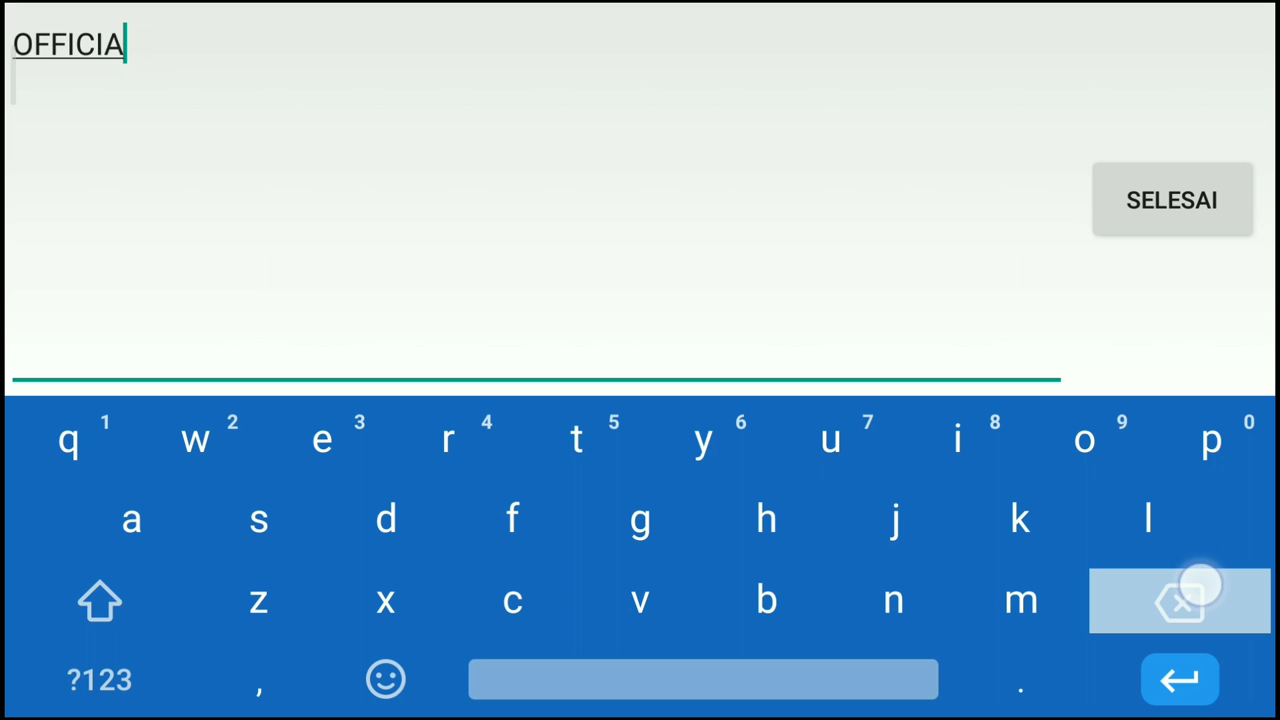 OFFICIA
SELESAI
q 1 w 2 e 3 r 4 t 5 y 6 u 7 i 8 o 9 p 0
a s d f g h j k l
z x c v b n m
?123 , .